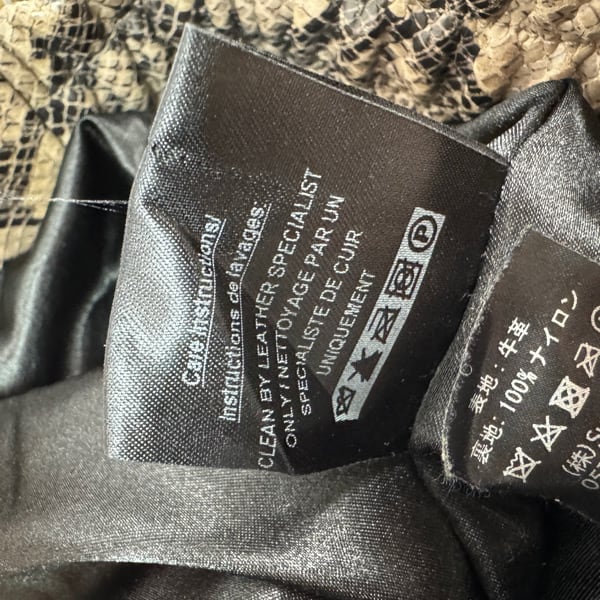 Care instructions/
instructions de lavages:
CLEAN BY LEATHER SPECIALIST
ONLY / NETTOYAGE PAR UN
SPECIALISTE DE CUIR
UNIQUEMENT
P
表地:牛革
裏地:100% ナイロン
(株)